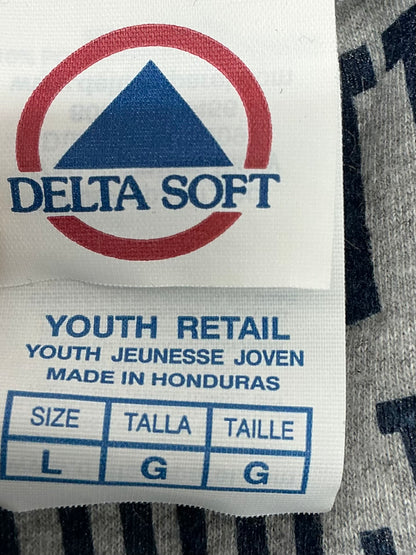 DELTA SOFT
YOUTH RETAIL
YOUTH JEUNESSE JOVEN
MADE IN HONDURAS
SIZE TALLA TAILLE
L G G